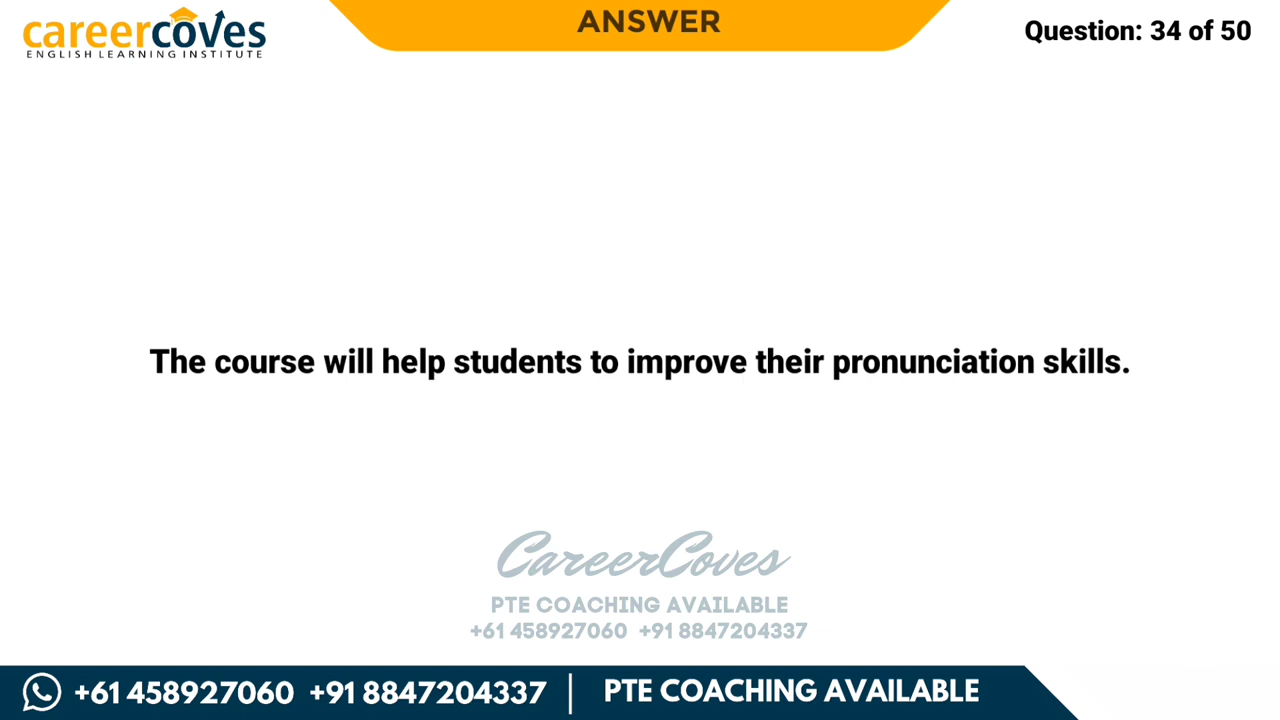 careercoves
ENGLISH LEARNING INSTITUTE
ANSWER
Question: 34 of 50
The course will help students to improve their pronunciation skills.
CareerCoves
PTE COACHING AVAILABLE
+61 458927060 +91 8847204337
+61 458927060 +91 8847204337 | PTE COACHING AVAILABLE